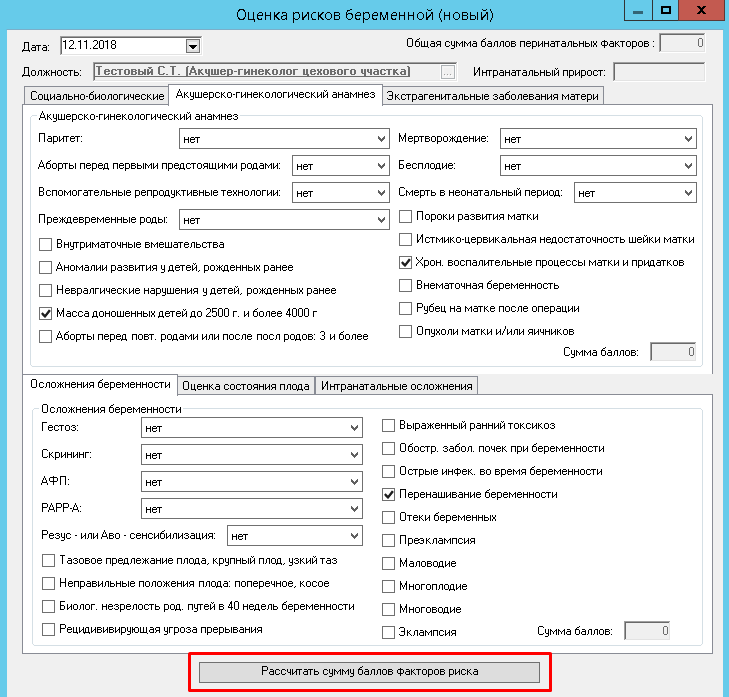 Оценка рисков беременной (новый)
Дата: 12.11.2018 Общая сумма баллов перинатальных факторов : 0
Должность: Тестовый С.Т. (Акушер-гинеколог цехового участка) ... Интранатальный прирост:
Социально-биологические Акушерско-гинекологический анамнез Экстрагенитальные заболевания матери
Акушерско-гинекологический анамнез
Паритет: нет Мертворождение: нет
Аборты перед первыми предстоящими родами: нет Бесплодие: нет
Вспомогательные репродуктивные технологии: нет Смерть в неонатальный период: нет
Преждевременные роды: нет Пороки развития матки
Внутриматочные вмешательства Истмико-цервикальная недостаточность шейки матки
Аномалии развития у детей, рожденных ранее Хрон. воспалительные процессы матки и придатков
Невралгические нарушения у детей, рожденных ранее Внематочная беременность
Масса доношенных детей до 2500 г. и более 4000 г Рубец на матке после операции
Аборты перед повт. родами или после посл родов: 3 и более Опухоли матки и/или яичников
Сумма баллов: 0
Осложнения беременности Оценка состояния плода Интранатальные осложнения
Осложнения беременности
Гестоз: нет Выраженный ранний токсикоз
Скрининг: нет Обостр. забол. почек при беременности
АФП: нет Острые инфек. во время беременности
PAPP-A: нет Перенашивание беременности
Резус - или Аво - сенсибилизация: нет Отеки беременных
Тазовое предлежание плода, крупный плод, узкий таз Преэклампсия
Неправильные положения плода: поперечное, косое Маловодие
Биолог. незрелость род. путей в 40 недель беременности Многоплодие
Рецидивирующая угроза прерывания Многоводие
Эклампсия Сумма баллов: 0
Рассчитать сумму баллов факторов риска